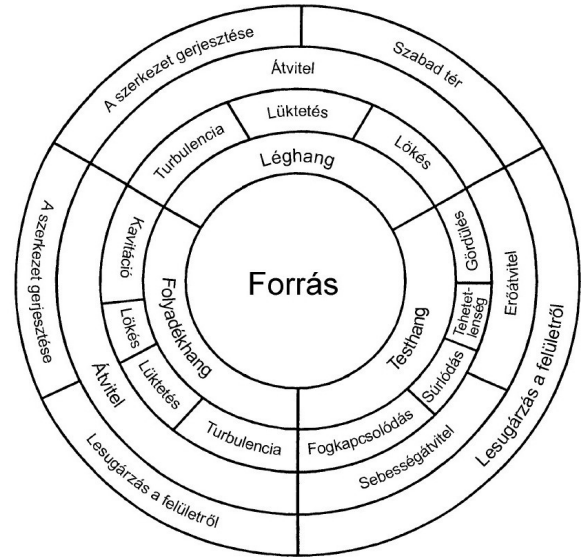 A szerkezet gerjesztése
Szabad tér
Átvitel
Turbulencia
Lüktetés
Lökés
Léghang
A szerkezet gerjesztése
Átvitel
Kavitáció
Lökés
Lüktetés
Turbulencia
Folyadékhang
Lesugárzás a felületről
Forrás
Testhang
Gördülés
Tehetet-
lenség
Súrlódás
Fogkapcsolódás
Erőátvitel
Sebességátvitel
Lesugárzás a felületről